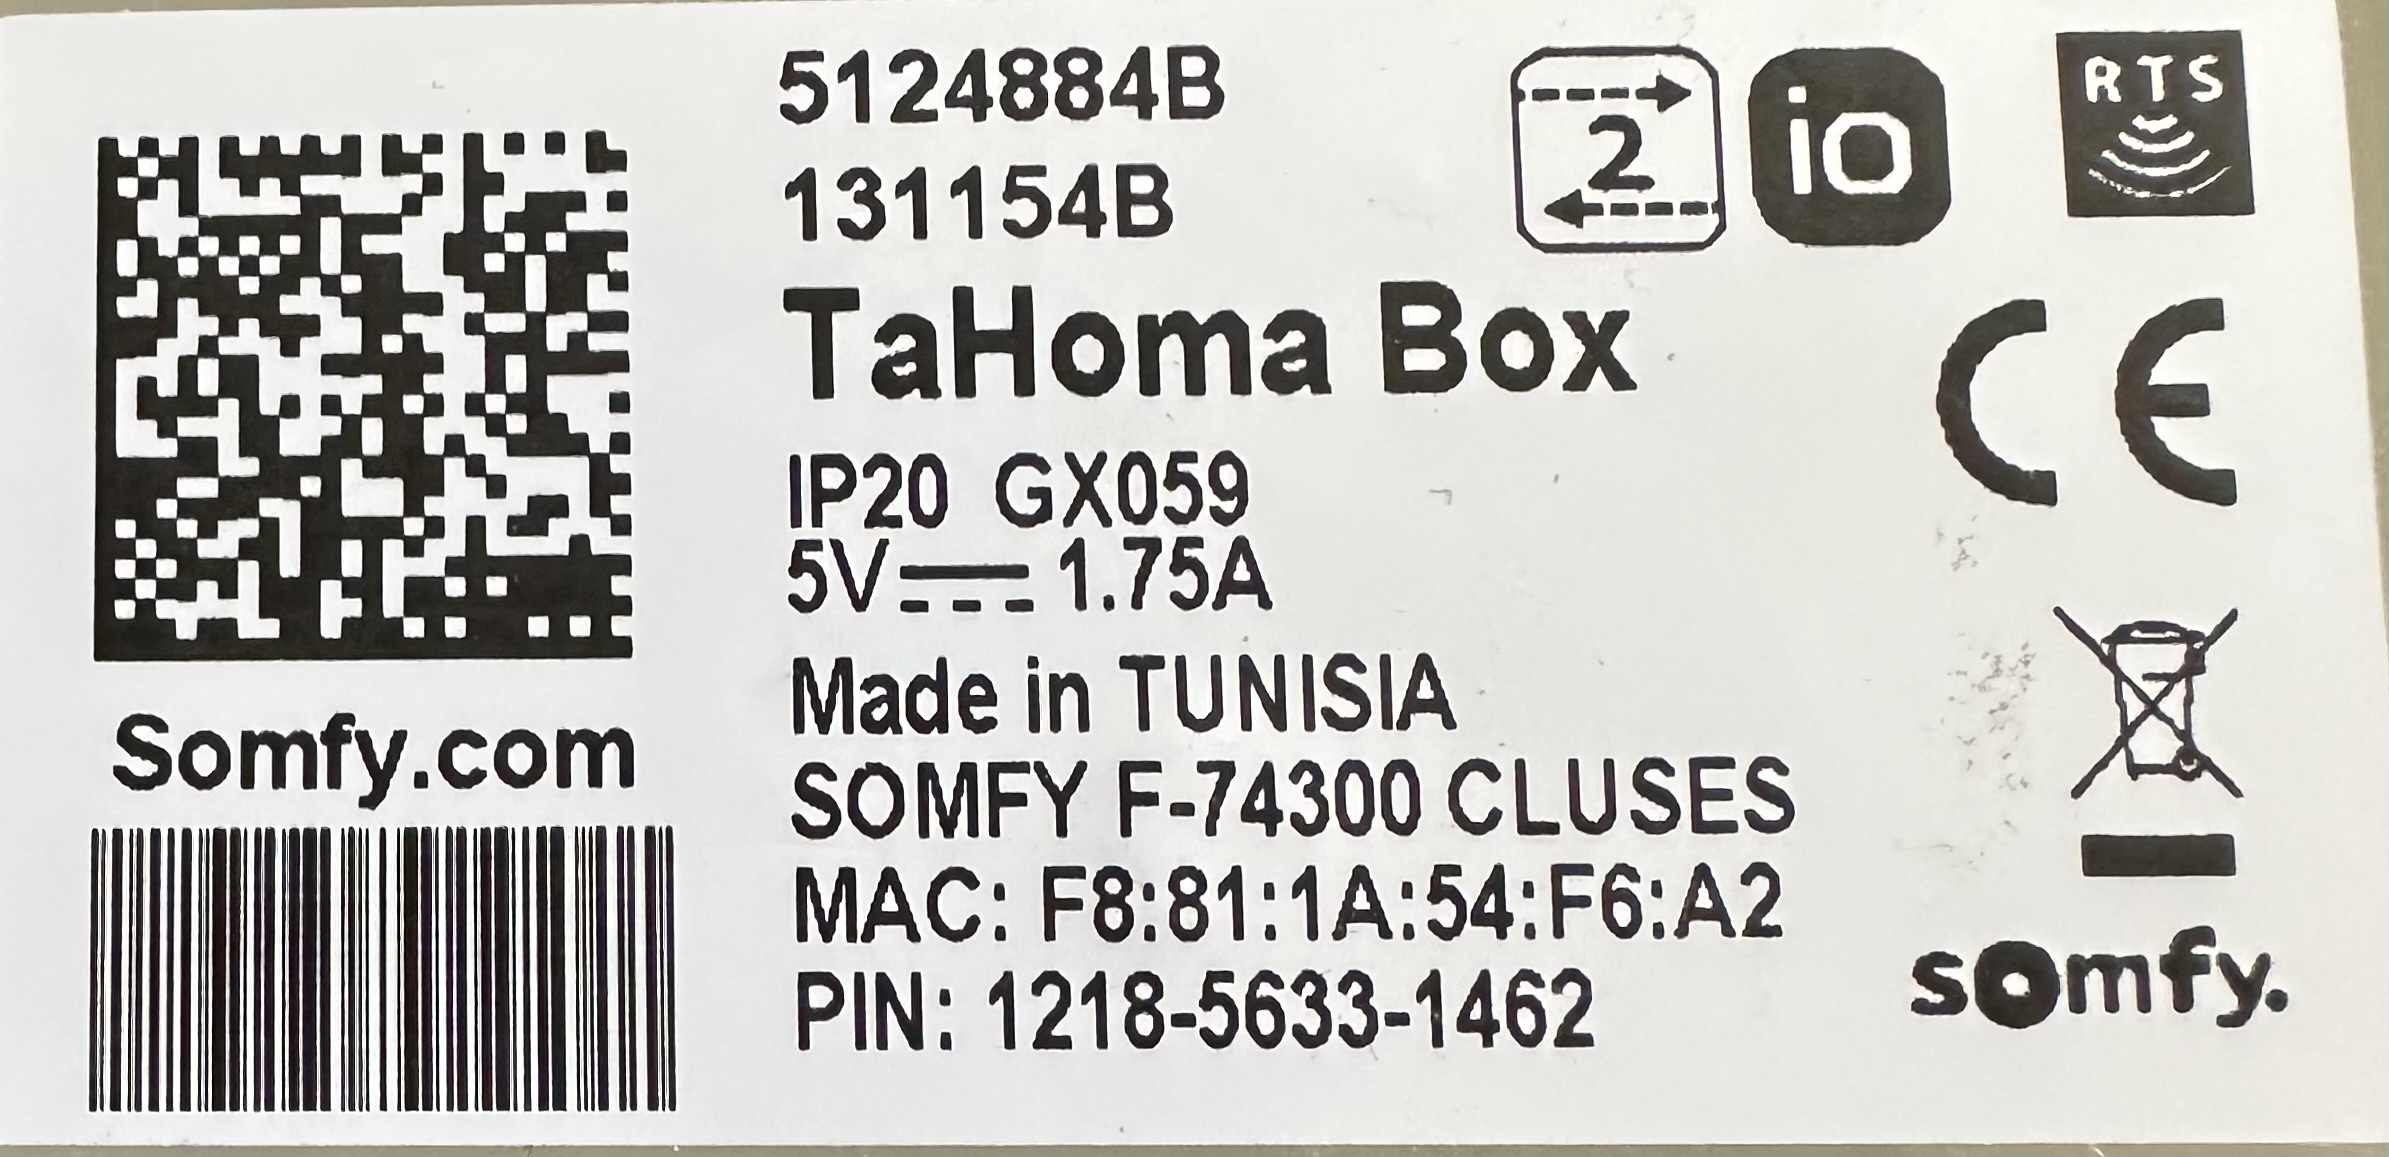 5124884B
131154B
2
io
RTS
TaHoma Box
IP20 GX059
5V 1.75A
Made in TUNISIA
SOMFY F-74300 CLUSES
MAC: F8:81:1A:54:F6:A2
PIN: 1218-5633-1462
Somfy.com
CE
somfy.